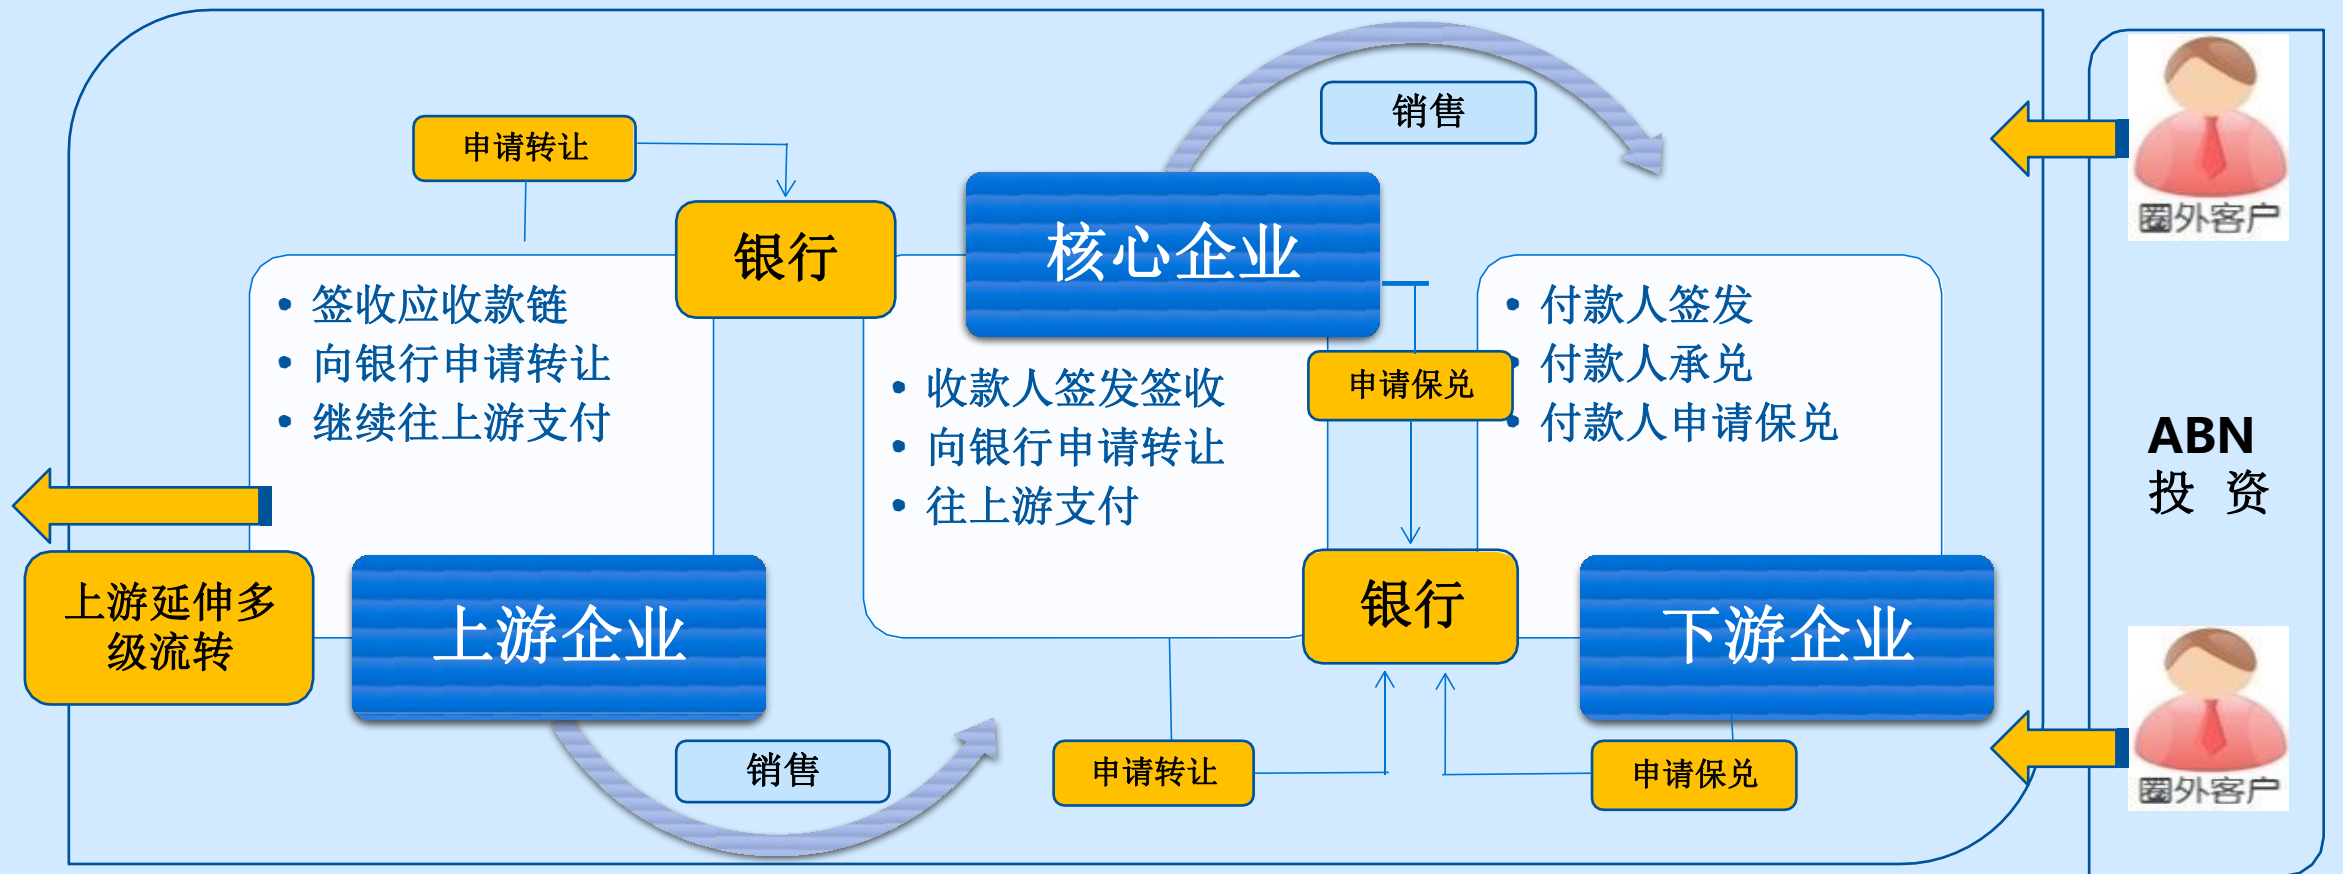 申请转让
银行
• 签收应收款链
• 向银行申请转让
• 继续往上游支付
上游延伸多
级流转
上游企业
销售
核心企业
销售
• 收款人签发签收
• 向银行申请转让
• 往上游支付
申请保兑
银行
申请转让
• 付款人签发
• 付款人承兑
• 付款人申请保兑
下游企业
申请保兑
圈外客户
ABN
投 资
圈外客户